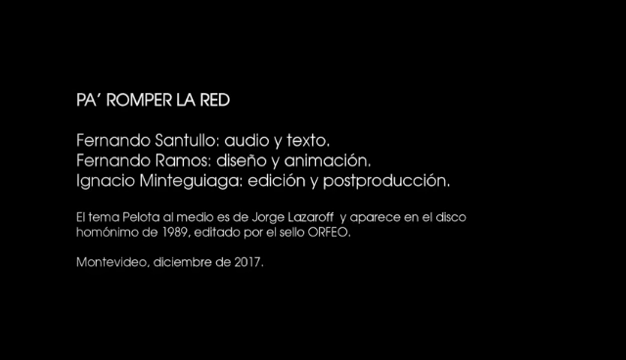 PA' ROMPER LA RED
Fernando Santullo: audio y texto.
Fernando Ramos: diseño y animación.
Ignacio Minteguiaga: edición y postproducción.
El tema Pelota al medio es de Jorge Lazaroff y aparece en el disco
homónimo de 1989, editado por el sello ORFEO.
Montevideo, diciembre de 2017.